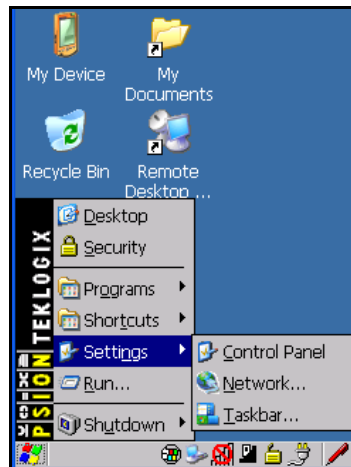 My Device
My
Documents
Recycle Bin
Remote
Desktop ...
Desktop
Security
Programs
Shortcuts
Settings
Run...
Shutdown
Control Panel
Network...
Taskbar...
PSION TEKLOGIX